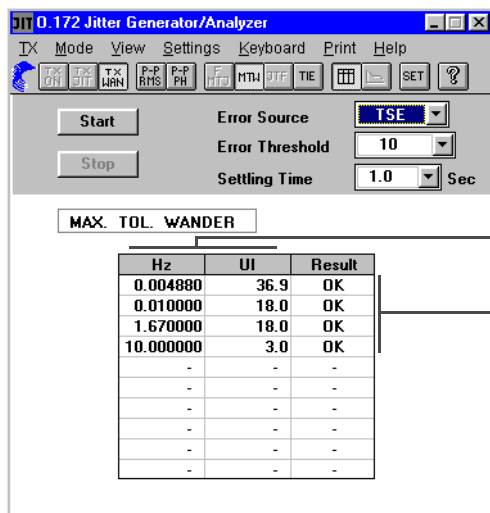 JIT O.172 Jitter Generator/Analyzer
TX Mode View Settings Keyboard Print Help
TX ON TX JIT TX WAN P-P RMS P-P PH F MTJ MTW JTF TIE SET ?
Start
Error Source TSE
Error Threshold 10
Stop
Settling Time 1.0 Sec
MAX. TOL. WANDER
Hz UI Result
0.004880 36.9 OK
0.010000 18.0 OK
1.670000 18.0 OK
10.000000 3.0 OK
- - -
- - -
- - -
- - -
- - -
- - -